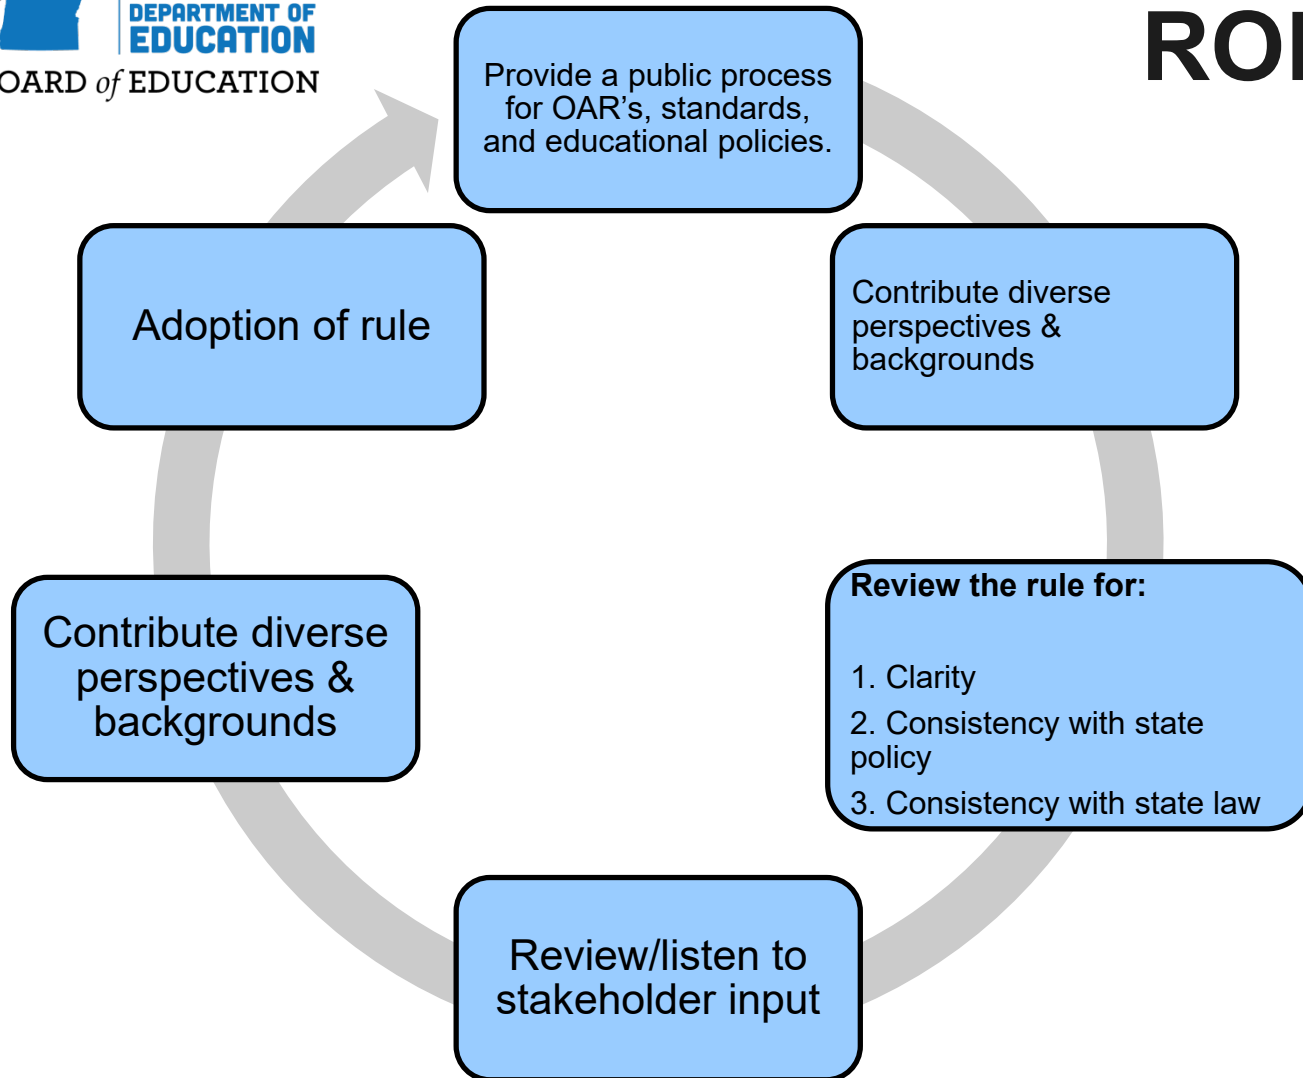 DEPARTMENT OF
EDUCATION
OARD of EDUCATION
Provide a public process
for OAR's, standards,
and educational policies.
Contribute diverse
perspectives &
backgrounds
Review the rule for:
1. Clarity
2. Consistency with state
policy
3. Consistency with state law
Review/listen to
stakeholder input
Contribute diverse
perspectives &
backgrounds
Adoption of rule